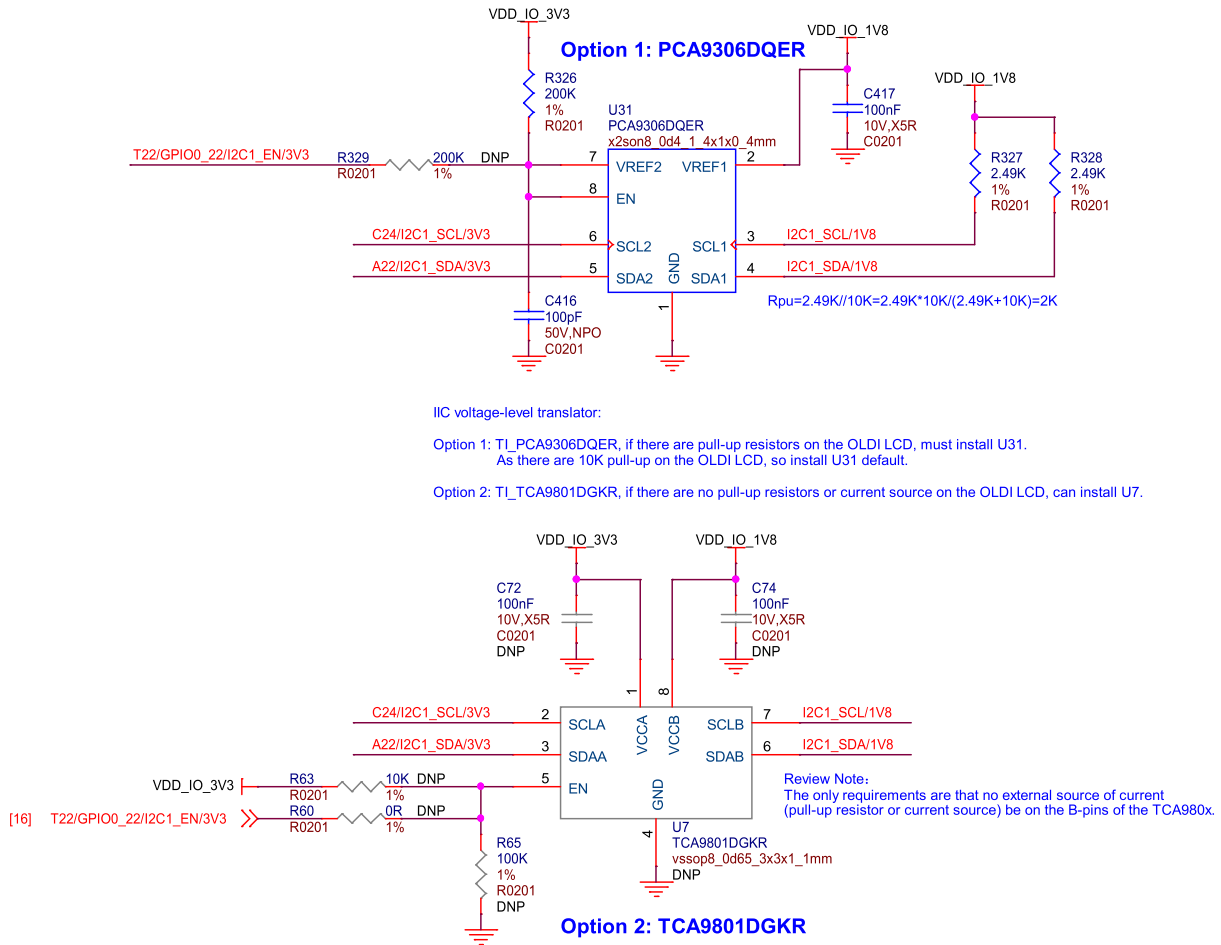 VDD_IO_3V3
VDD_IO_1V8
Option 1: PCA9306DQER
VDD_IO_1V8
R326
200K
1%
R0201
C417
100nF
10V,X5R
C0201
U31
PCA9306DQER
x2son8_0d4_1_4x1x0_4mm
T22/GPIO0_22/I2C1_EN/3V3
R329
R0201
200K
1%
DNP
7
VREF2
VREF1
2
R327
2.49K
1%
R0201
R328
2.49K
1%
R0201
8
EN
C24/I2C1_SCL/3V3
6
SCL2
SCL1
3
I2C1_SCL/1V8
A22/I2C1_SDA/3V3
5
SDA2
GND
SDA1
4
I2C1_SDA/1V8
1
C416
100pF
50V,NPO
C0201
Rpu=2.49K//10K=2.49K*10K/(2.49K+10K)=2K
IIC voltage-level translator:
Option 1: TI_PCA9306DQER, if there are pull-up resistors on the OLDI LCD, must install U31.
As there are 10K pull-up on the OLDI LCD, so install U31 default.
Option 2: TI_TCA9801DGKR, if there are no pull-up resistors or current source on the OLDI LCD, can install U7.
VDD_IO_3V3
VDD_IO_1V8
C72
100nF
10V,X5R
C0201
DNP
C74
100nF
10V,X5R
C0201
DNP
1
8
C24/I2C1_SCL/3V3
2
SCLA
VCCA
VCCB
SCLB
7
I2C1_SCL/1V8
A22/I2C1_SDA/3V3
3
SDAA
SDAB
6
I2C1_SDA/1V8
VDD_IO_3V3
R63
R0201
10K
1%
DNP
5
EN
GND
Review Note:
The only requirements are that no external source of current
(pull-up resistor or current source) be on the B-pins of the TCA980x.
[16]
T22/GPIO0_22/I2C1_EN/3V3
R60
R0201
0R
1%
DNP
4
U7
TCA9801DGKR
vssop8_0d65_3x3x1_1mm
DNP
R65
100K
1%
R0201
DNP
Option 2: TCA9801DGKR